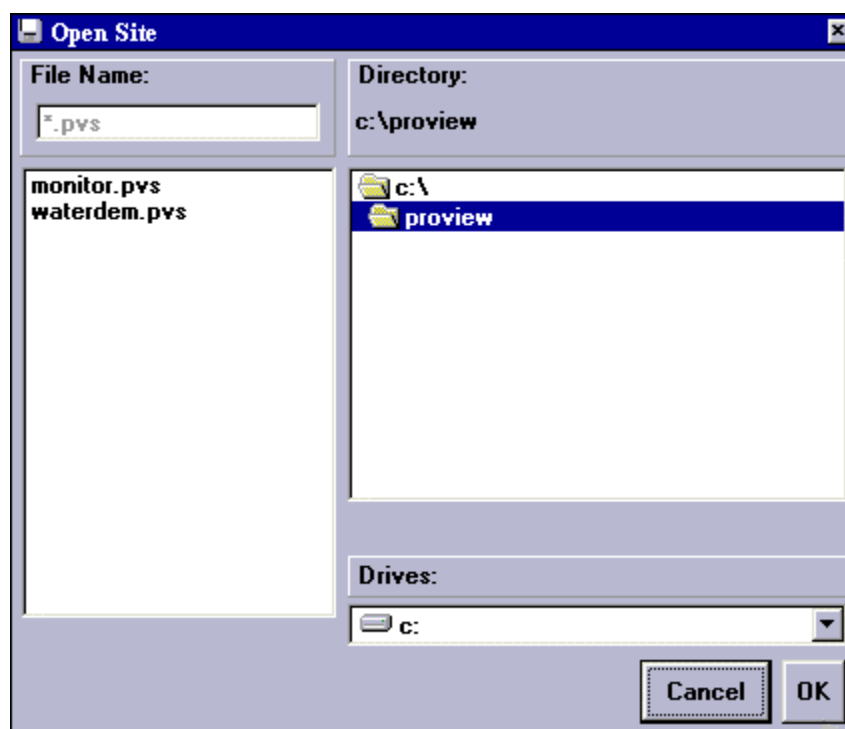 Open Site
File Name:
*.pvs
monitor.pvs
waterdem.pvs
Directory:
c:\proview
c:\
proview
Drives:
c:
Cancel
OK